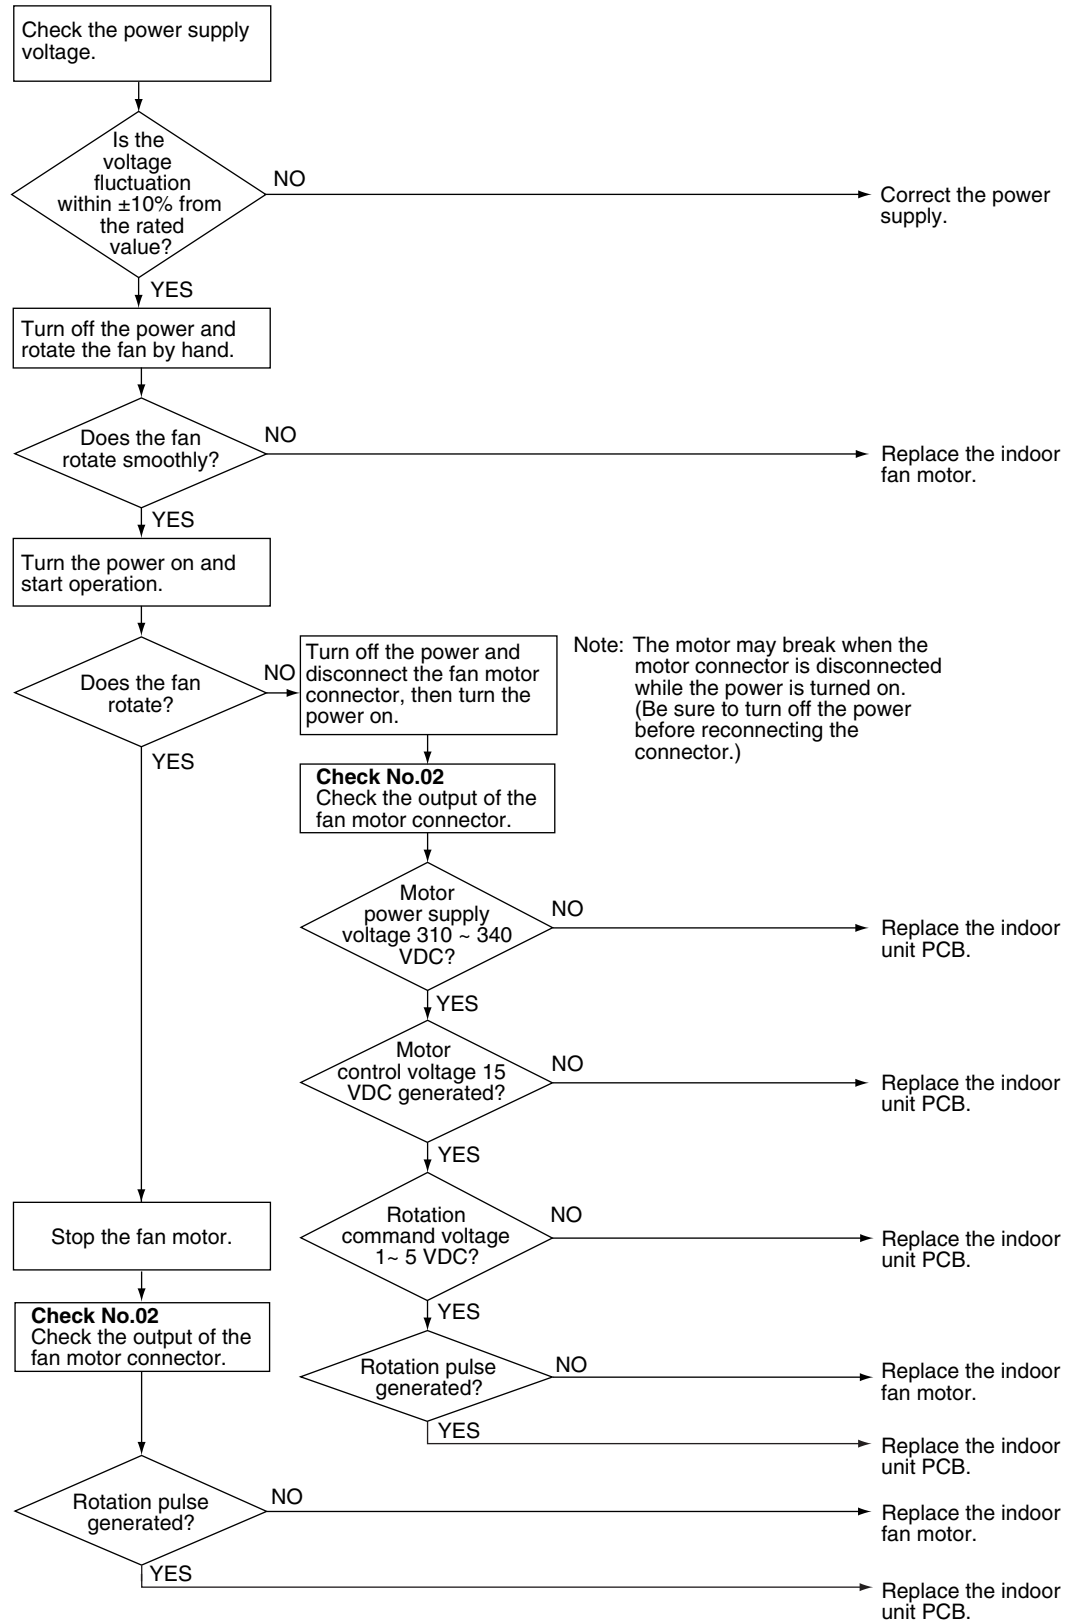 Check the power supply
voltage.
Is the
voltage
fluctuation
within ±10% from
the rated
value?
NO
Correct the power
supply.
YES
Turn off the power and
rotate the fan by hand.
Does the fan
rotate smoothly?
NO
Replace the indoor
fan motor.
YES
Turn the power on and
start operation.
Does the fan
rotate?
NO
Turn off the power and
disconnect the fan motor
connector, then turn the
power on.
Note: The motor may break when the
motor connector is disconnected
while the power is turned on.
(Be sure to turn off the power
before reconnecting the
connector.)
YES
Check No.02
Check the output of the
fan motor connector.
Motor
power supply
voltage 310 ~ 340
VDC?
NO
Replace the indoor
unit PCB.
YES
Motor
control voltage 15
VDC generated?
NO
Replace the indoor
unit PCB.
YES
Rotation
command voltage
1~ 5 VDC?
NO
Replace the indoor
unit PCB.
YES
Rotation pulse
generated?
NO
Replace the indoor
fan motor.
YES
Replace the indoor
unit PCB.
Stop the fan motor.
Check No.02
Check the output of the
fan motor connector.
Rotation pulse
generated?
NO
Replace the indoor
fan motor.
YES
Replace the indoor
unit PCB.